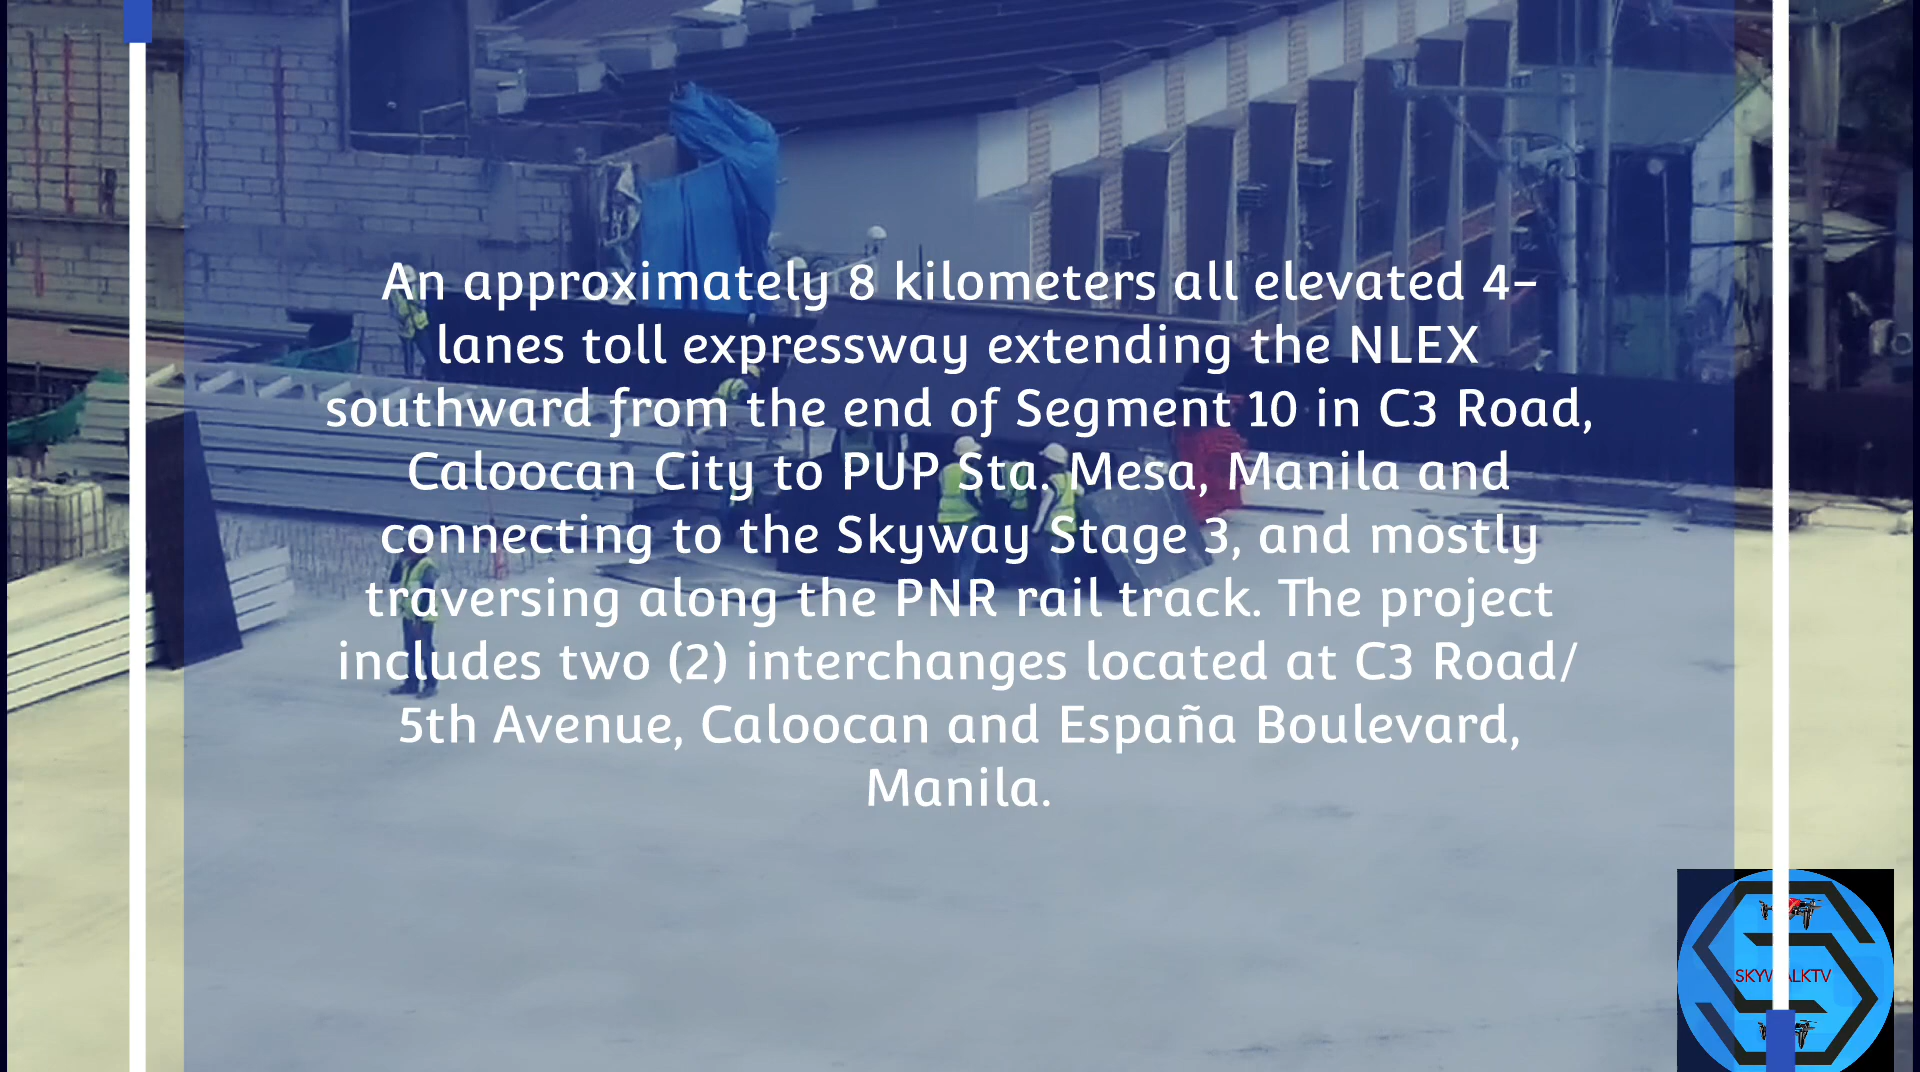 An approximately 8 kilometers all elevated 4-
lanes toll expressway extending the NLEX
southward from the end of Segment 10 in C3 Road,
Caloocan City to PUP Sta. Mesa, Manila and
connecting to the Skyway Stage 3, and mostly
traversing along the PNR rail track. The project
includes two (2) interchanges located at C3 Road/
5th Avenue, Caloocan and España Boulevard,
Manila.
SKYWALKTV